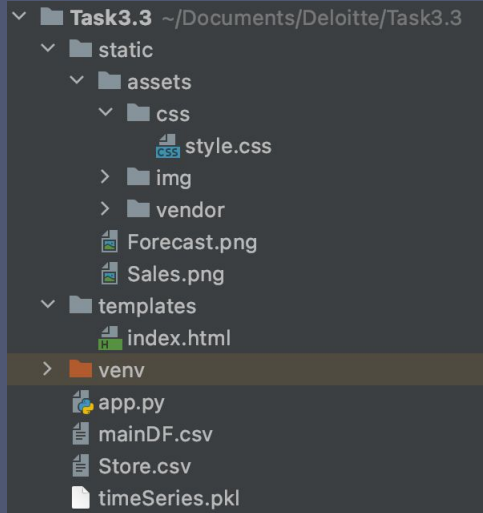 Task3.3 ~/Documents/Deloitte/Task3.3
static
assets
css
CSS style.css
img
vendor
Forecast.png
Sales.png
templates
H index.html
venv
app.py
mainDF.csv
Store.csv
timeSeries.pkl